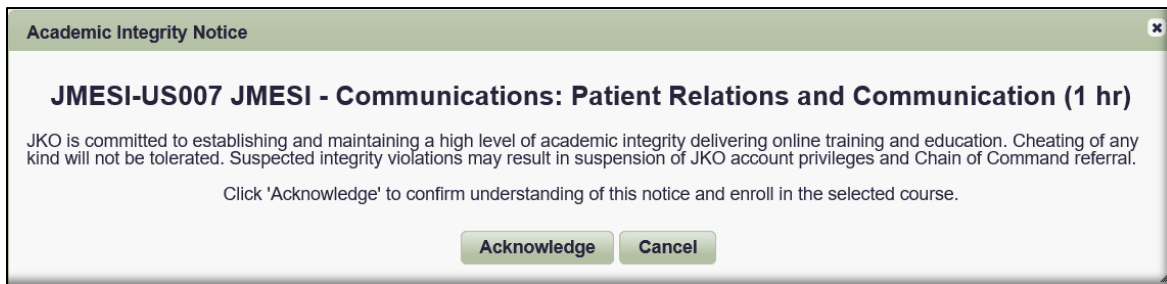 Academic Integrity Notice
JMESI-US007 JMESI - Communications: Patient Relations and Communication (1 hr)
JKO is committed to establishing and maintaining a high level of academic integrity delivering online training and education. Cheating of any
kind will not be tolerated. Suspected integrity violations may result in suspension of JKO account privileges and Chain of Command referral.
Click 'Acknowledge' to confirm understanding of this notice and enroll in the selected course.
Acknowledge Cancel